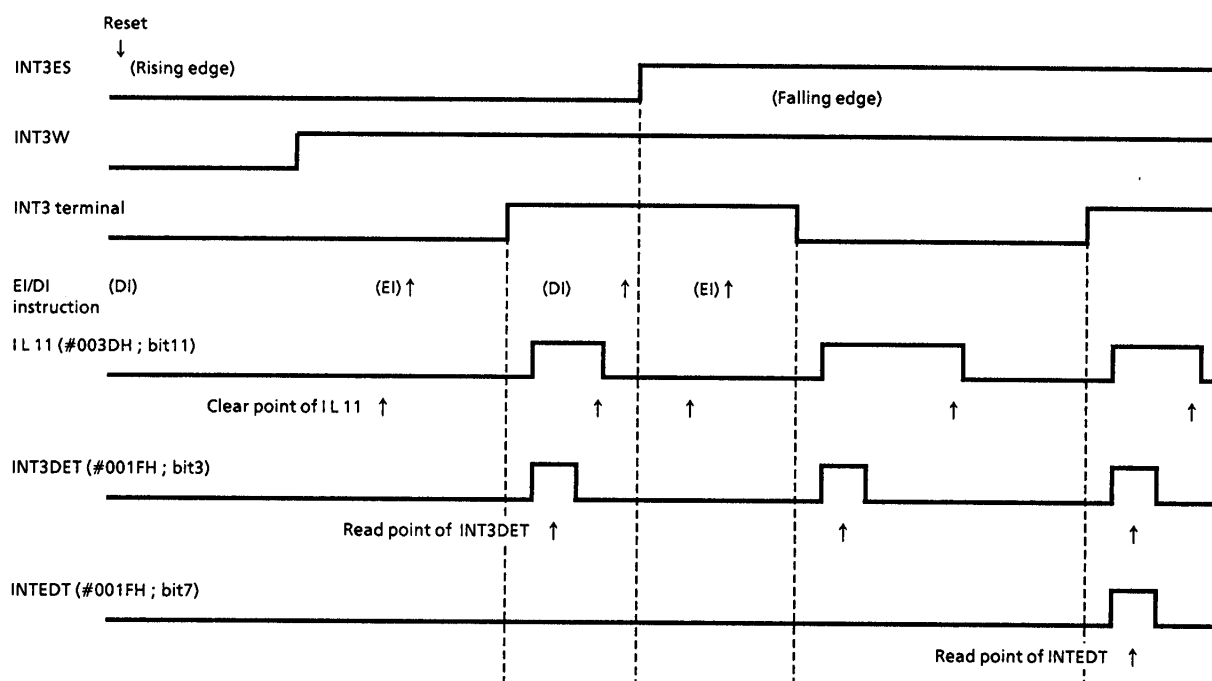 Reset
↓
INT3ES (Rising edge)
(Falling edge)
INT3W
INT3 terminal
EI/DI (DI) (EI) ↑ (DI) ↑ (EI) ↑
instruction
IL 11 (#003DH ; bit11)
Clear point of IL 11 ↑ ↑ ↑ ↑ ↑
INT3DET (#001FH ; bit3)
Read point of INT3DET ↑ ↑ ↑
INTEDT (#001FH ; bit7)
Read point of INTEDT ↑